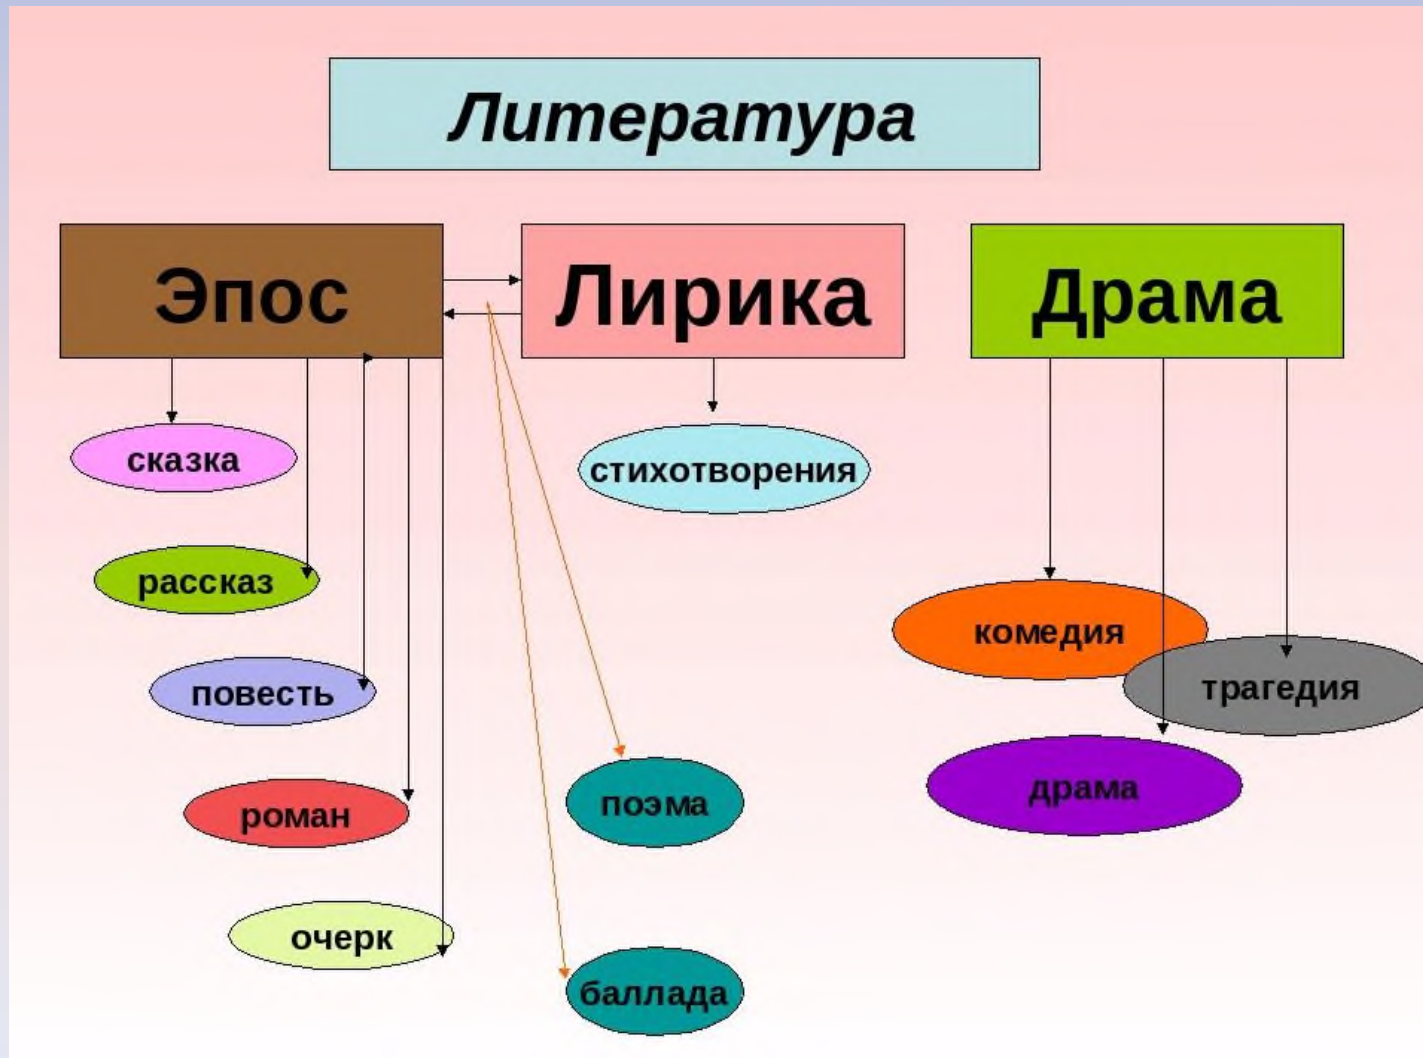 Литература
Эпос
Лирика
Драма
сказка
рассказ
повесть
роман
очерк
стихотворения
поэма
баллада
комедия
трагедия
драма